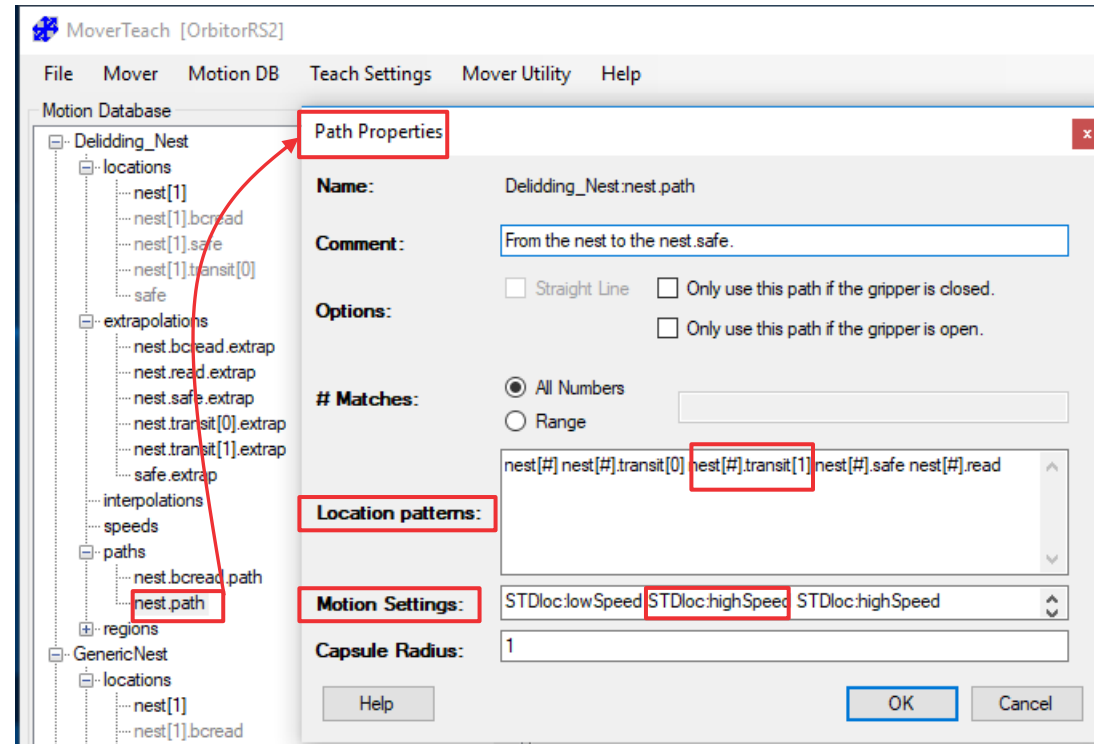 MoverTeach [OrbitorRS2]
File Mover Motion DB Teach Settings Mover Utility Help
Motion Database
Delidding_Nest
locations
nest[1]
nest[1].bcread
nest[1].safe
nest[1].transit[0]
safe
extrapolations
nest.bcread.extrap
nest.read.extrap
nest.safe.extrap
nest.transit[0].extrap
nest.transit[1].extrap
safe.extrap
interpolations
speeds
paths
nest.bcread.path
nest.path
regions
GenericNest
locations
nest[1]
nest[1].bcread
Path Properties
x
Name: Delidding_Nest:nest.path
Comment: From the nest to the nest.safe.
Options: Straight Line Only use this path if the gripper is closed.
Only use this path if the gripper is open.
# Matches: All Numbers
Range
Location patterns: nest[#] nest[#].transit[0] nest[#].transit[1] nest[#].safe nest[#].read
Motion Settings: STDloc:lowSpeed STDloc:highSpeed STDloc:highSpeed
Capsule Radius: 1
Help OK Cancel